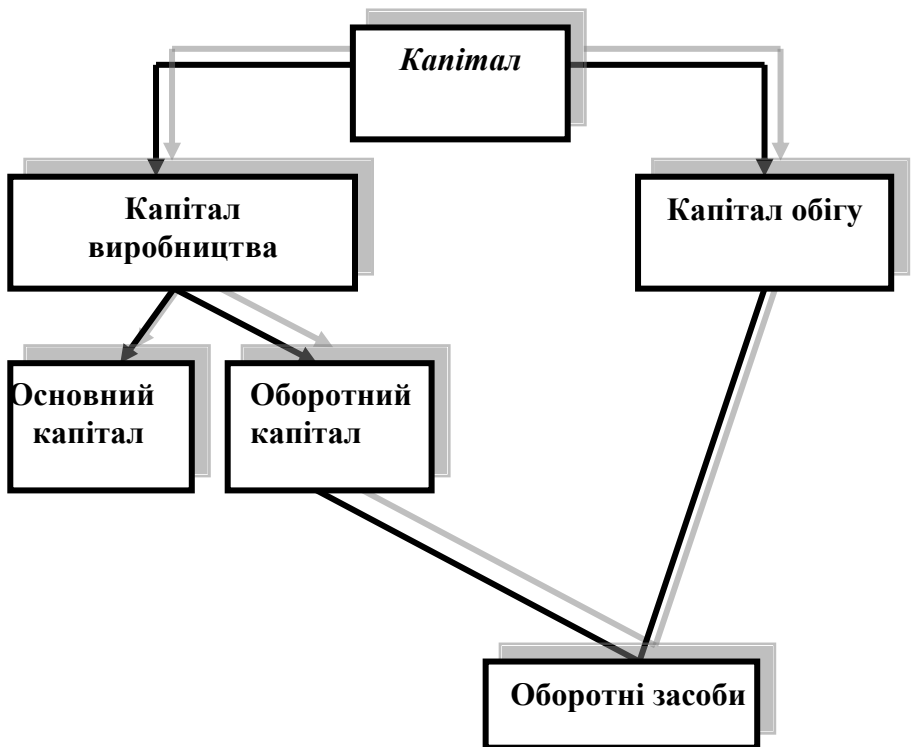 Капітал
Капітал
виробництва
Капітал обігу
Основний
капітал
Оборотний
капітал
Оборотні засоби